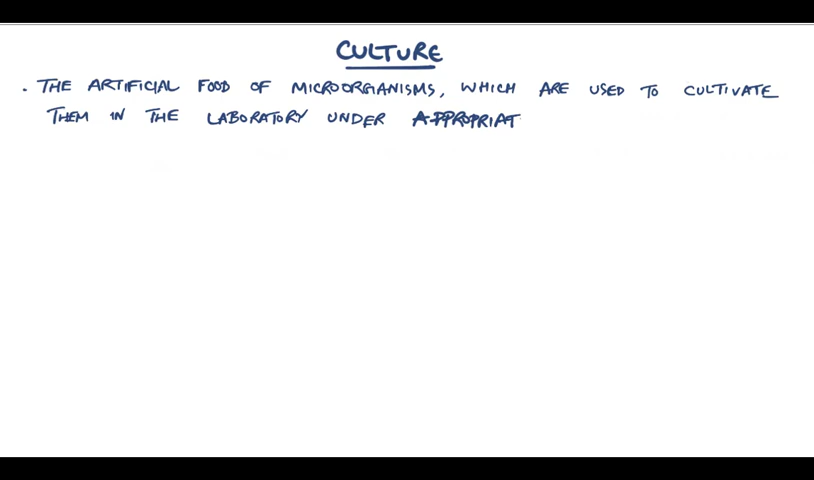 CULTURE
. THE ARTIFICIAL FOOD OF MICROORGANISMS, WHICH ARE USED TO CULTIVATE
THEM IN THE LABORATORY UNDER APPROPRIAT